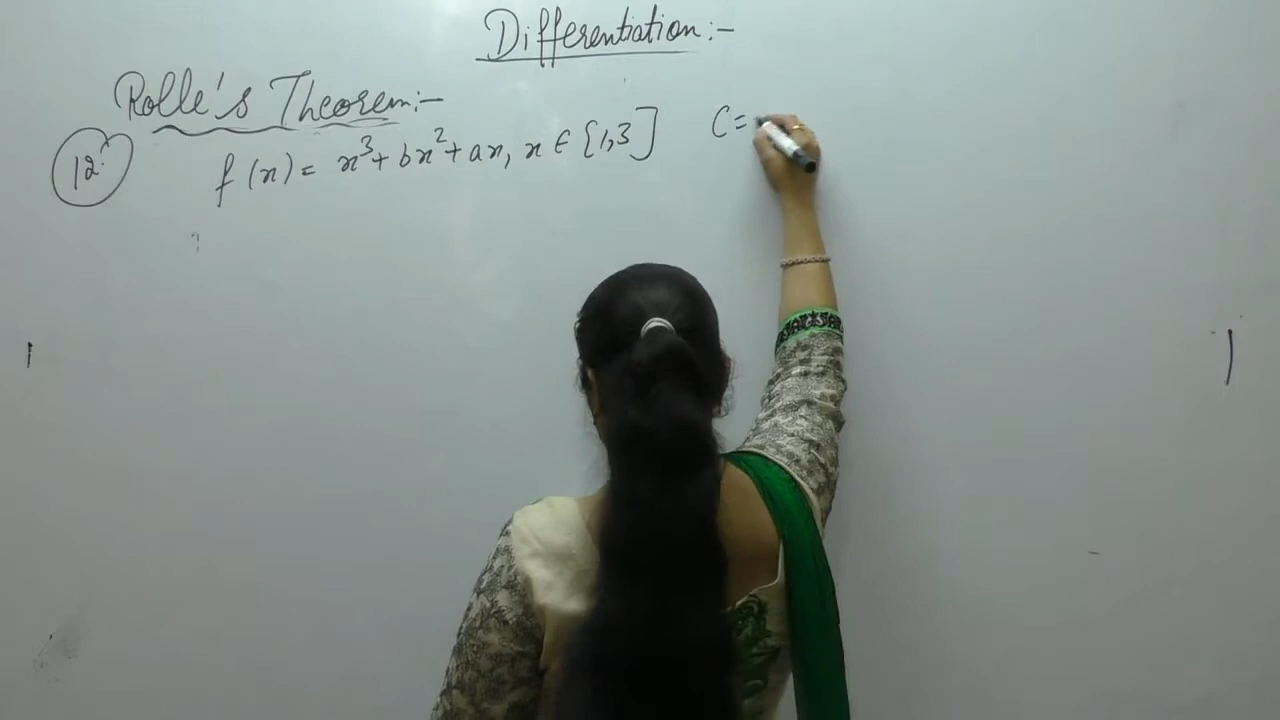 Differentiation:-
Rolle's Theorem:-
12. f(x) = x³ + bx² + ax, x ∈ {1,3] C=